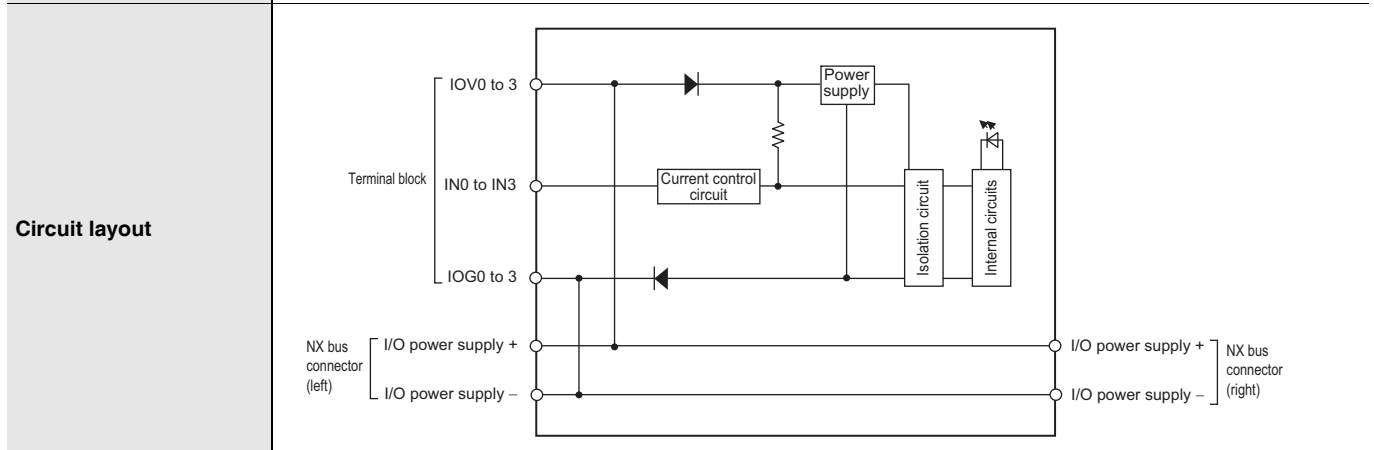 Circuit layout
Terminal block
IOV0 to 3
IN0 to IN3
IOG0 to 3
Power
supply
Current control
circuit
Isolation circuit
Internal circuits
NX bus
connector
(left)
I/O power supply +
I/O power supply −
I/O power supply +
I/O power supply −
NX bus
connector
(right)